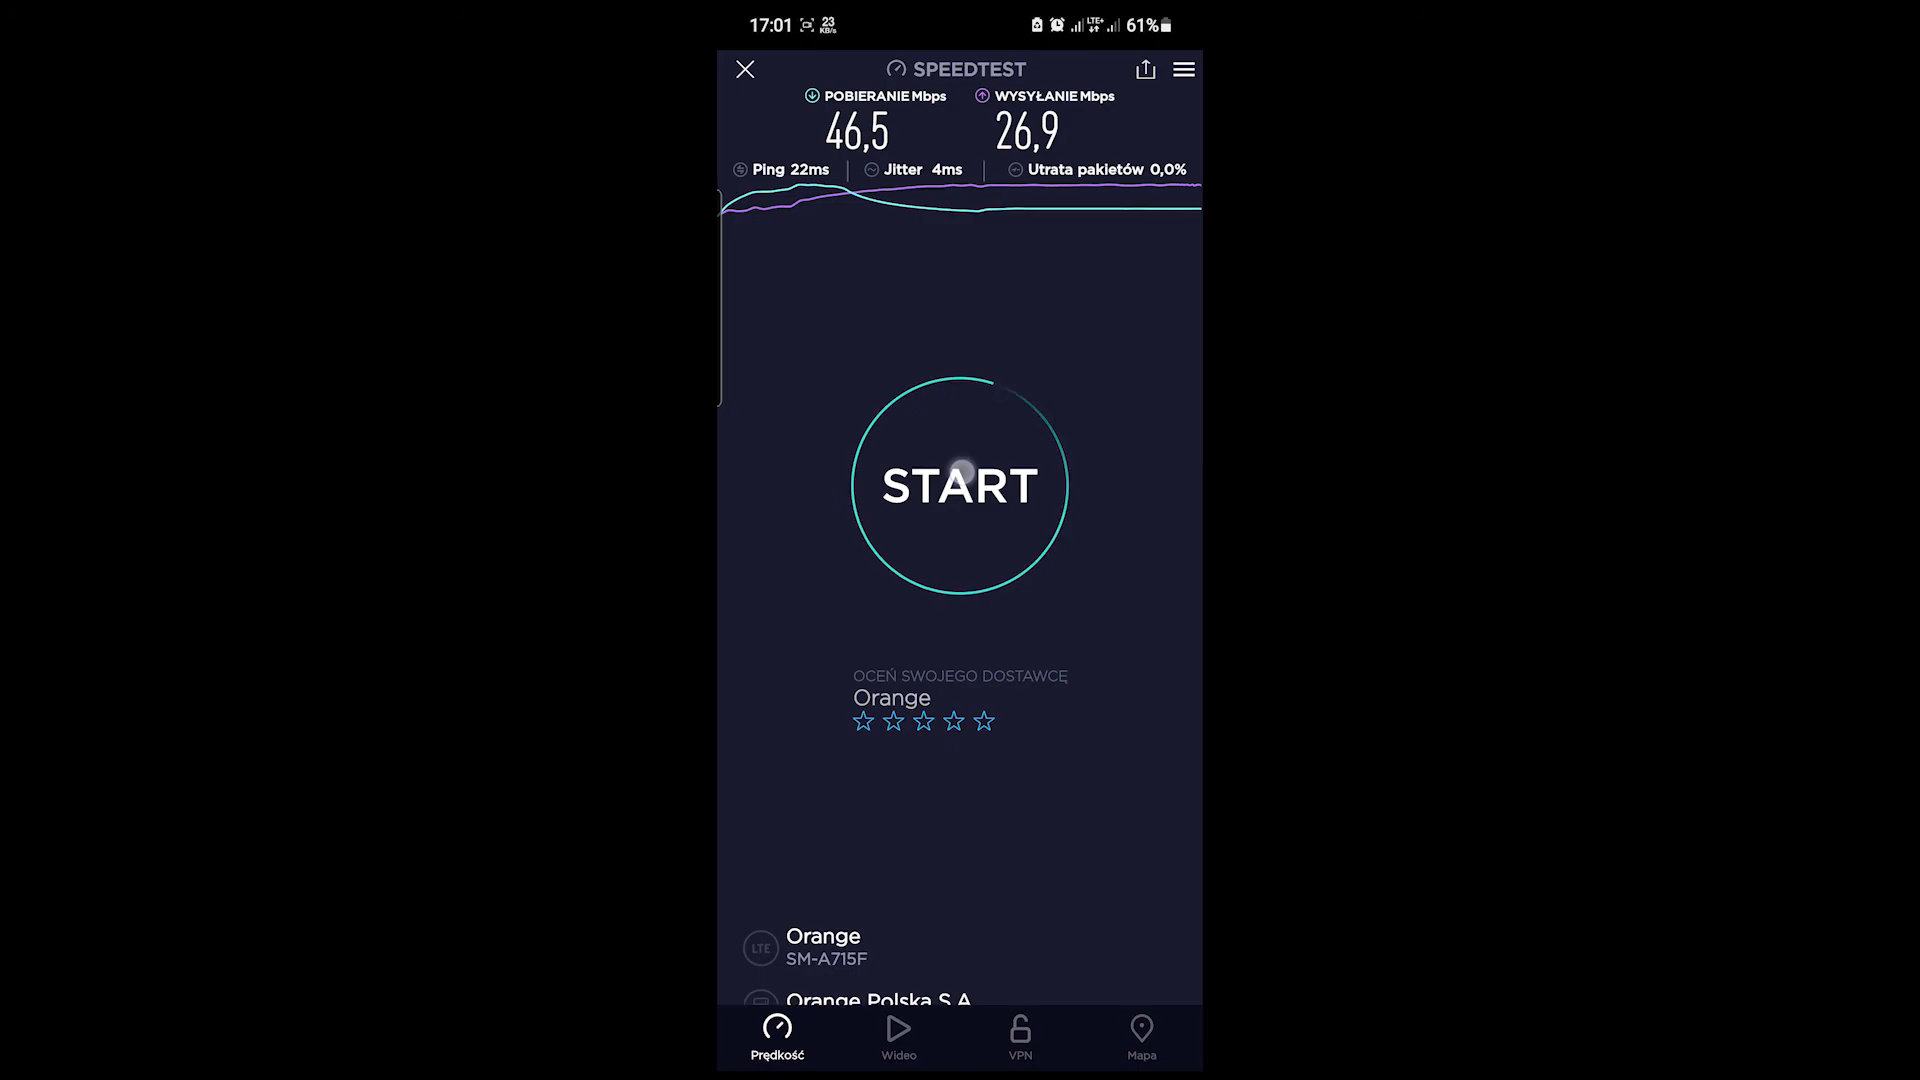 17:01 23 KB/s LTE+ 61%
SPEEDTEST
POBIERANIE Mbps WYSYŁANIE Mbps
46,5 26,9
Ping 22ms Jitter 4ms Utrata pakietów 0,0%
START
OCEŃ SWOJEGO DOSTAWCĘ
Orange
LTE Orange
SM-A715F
Orange Polska S.A.
Prędkość Wideo VPN Mapa